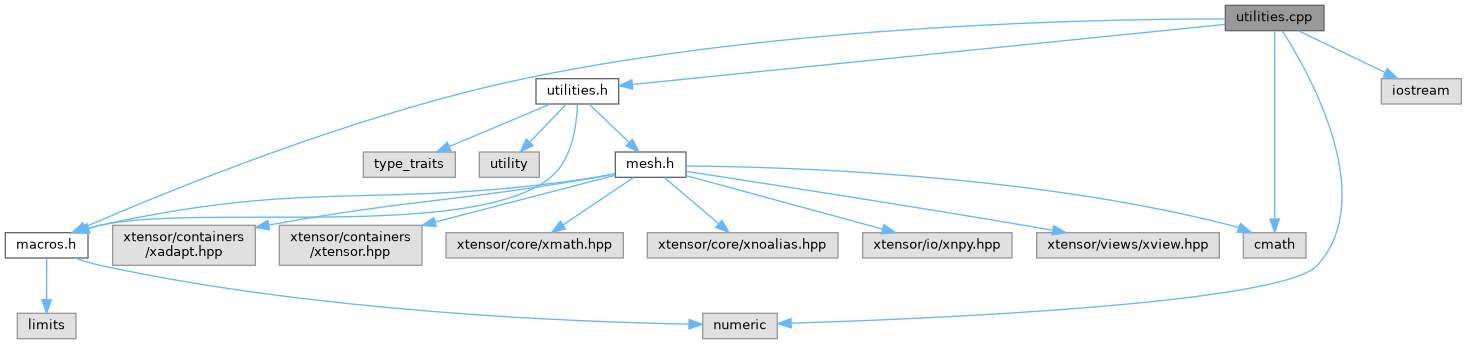 utilities.cpp
utilities.h
iostream
type_traits
utility
mesh.h
macros.h
xtensor/containers
/xadapt.hpp
xtensor/containers
/xtensor.hpp
xtensor/core/xmath.hpp
xtensor/core/xnoalias.hpp
xtensor/io/xnpy.hpp
xtensor/views/xview.hpp
cmath
limits
numeric